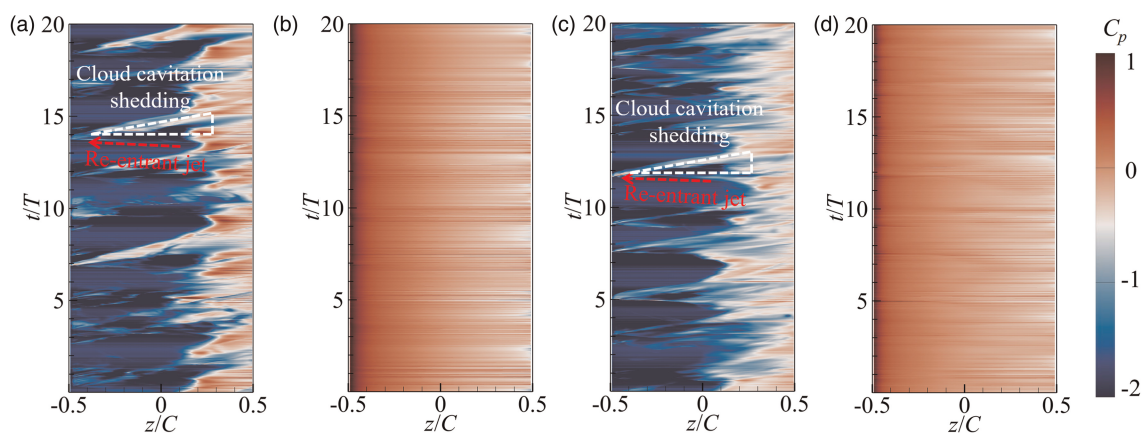 (a) (b) (c) (d)
C_p
20 20 20 20
Cloud cavitation
shedding
Cloud cavitation
shedding
15 15 15 15
Re-entrant jet
Re-entrant jet
t/T t/T t/T t/T
10 10 10 10
5 5 5 5
-0.5 0 0.5 -0.5 0 0.5 -0.5 0 0.5 -0.5 0 0.5
z/C z/C z/C z/C
1
0
-1
-2